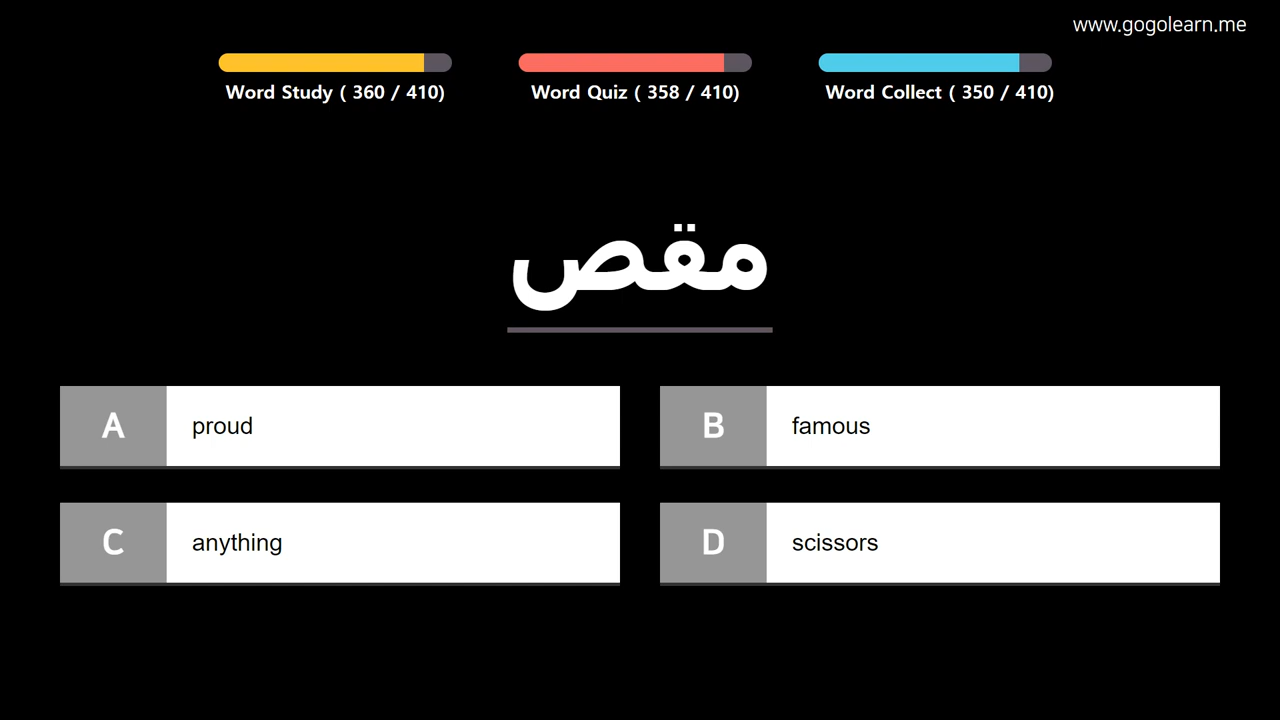 www.gogolearn.me
Word Study ( 360 / 410)
Word Quiz ( 358 / 410)
Word Collect ( 350 / 410)
مقص
A proud
B famous
C anything
D scissors